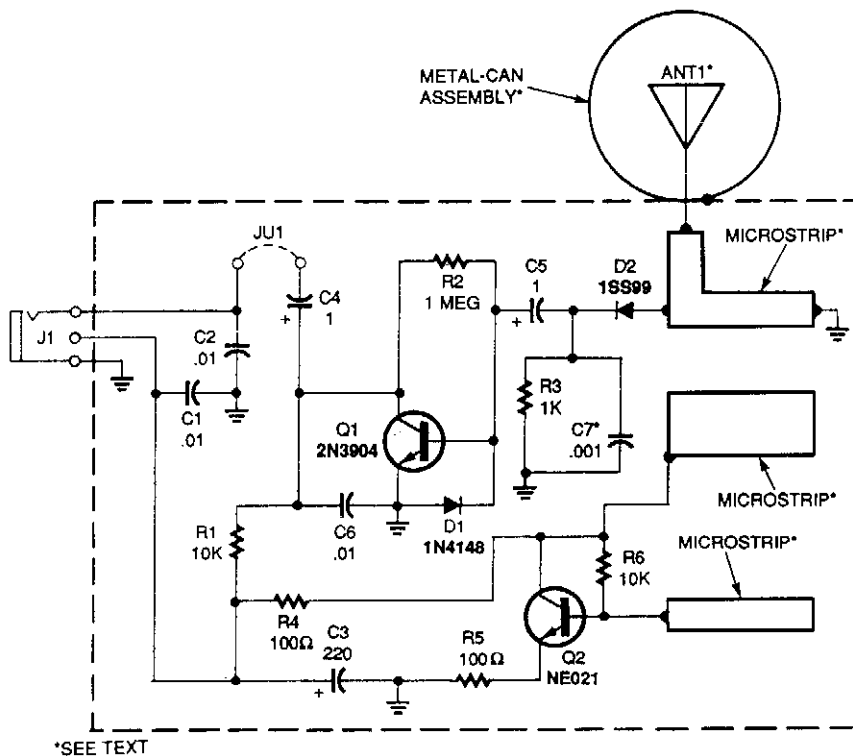 METAL-CAN
ASSEMBLY*
ANT1*
JU1
MICROSTRIP*
R2
1 MEG
C5
1
D2
1SS99
C4
+
1
J1
C2
.01
R3
1K
C7*
.001
C1
.01
Q1
2N3904
+
MICROSTRIP*
R1
10K
C6
.01
D1
1N4148
R6
10K
MICROSTRIP*
R4
100Ω
C3
220
+
R5
100Ω
Q2
NE021
*SEE TEXT